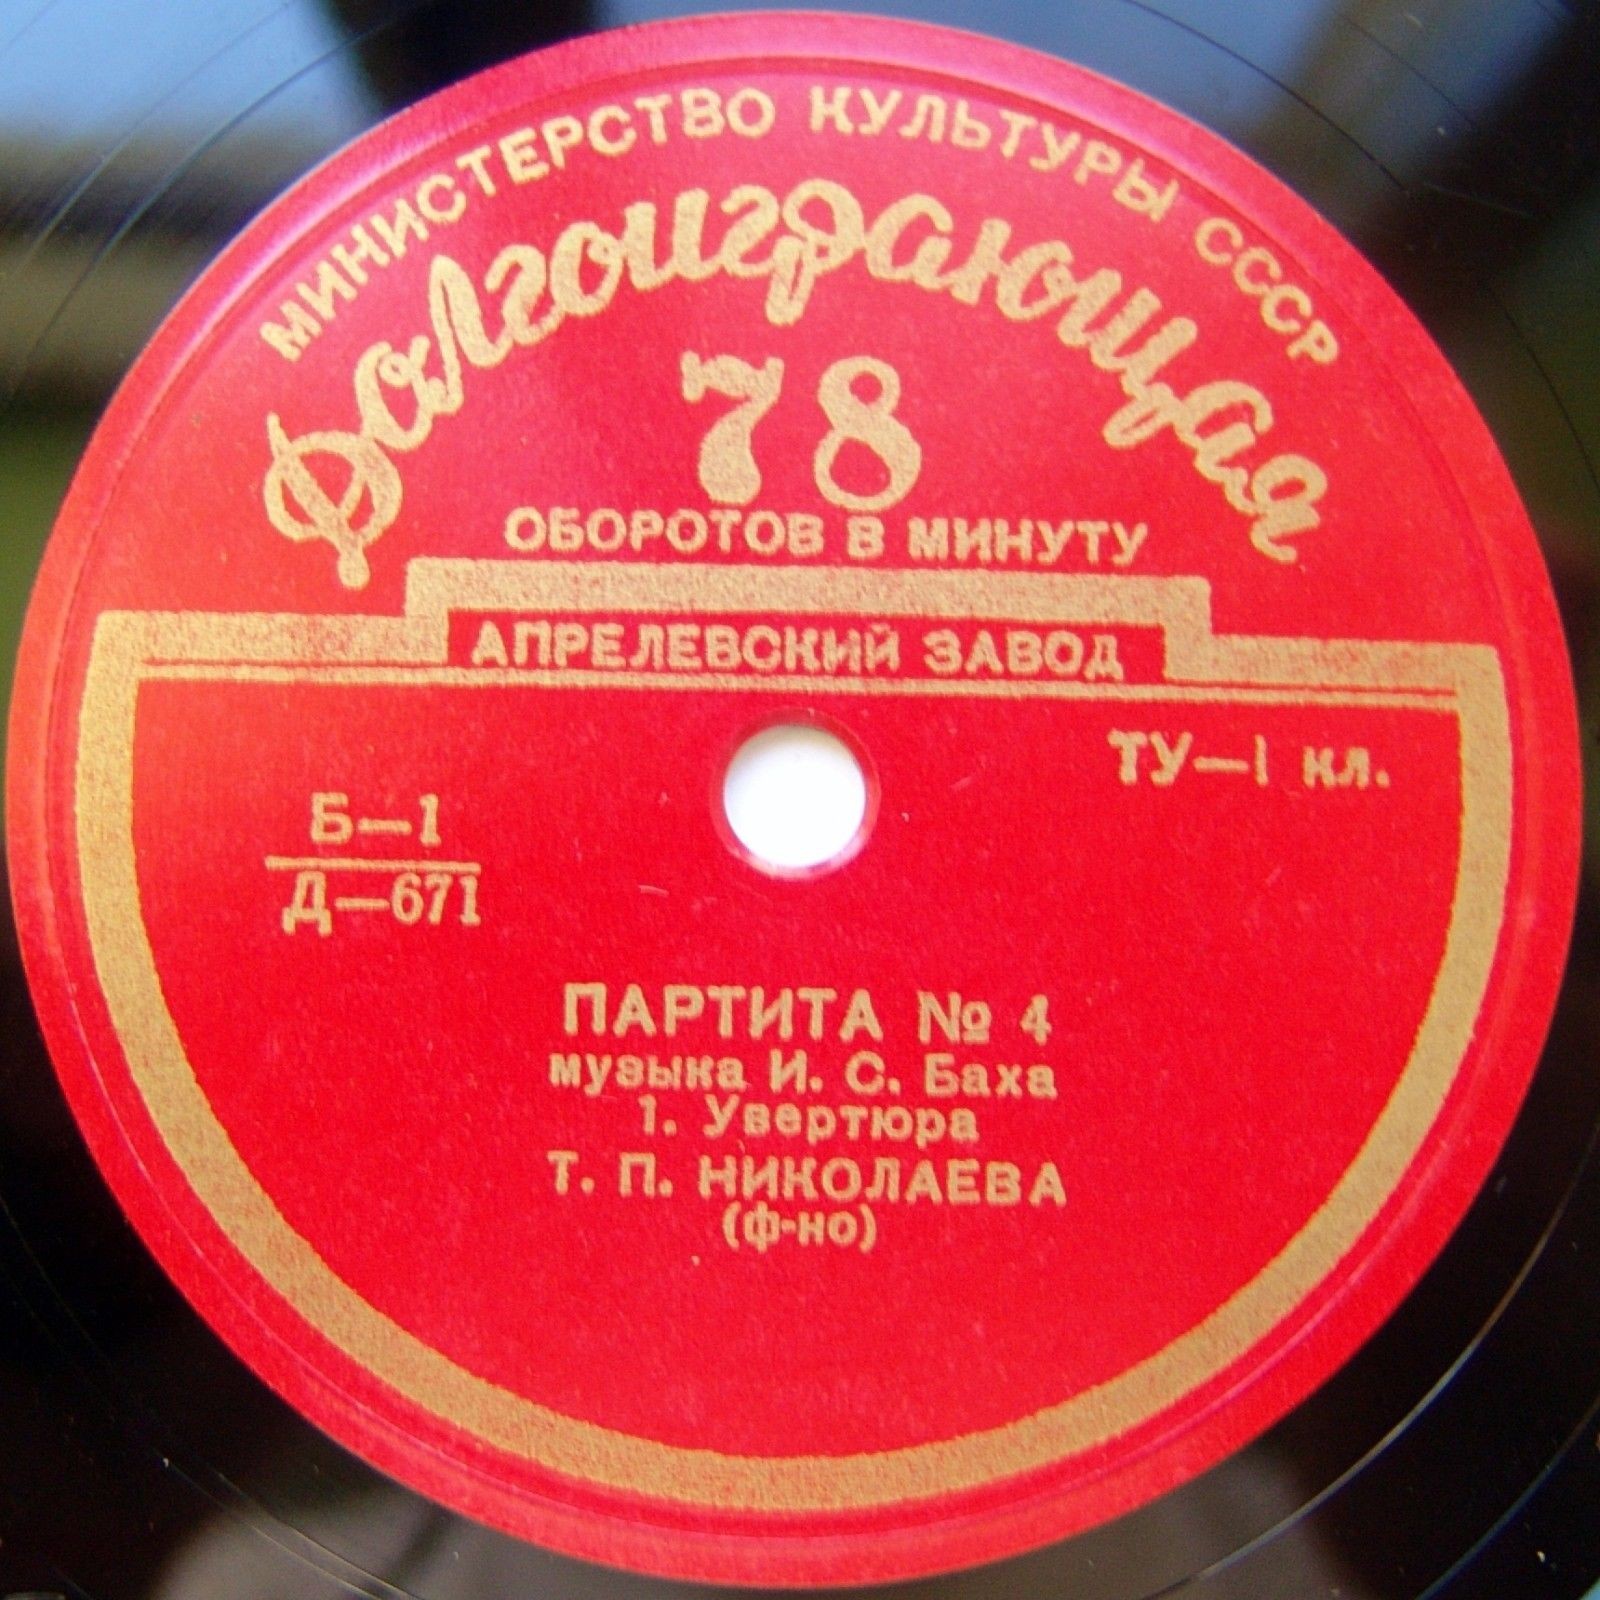 МИНИСТЕРСТВО КУЛЬТУРЫ СССР
Долгоиграющая
78
ОБОРОТОВ В МИНУТУ
АПРЕЛЕВСКИЙ ЗАВОД
ТУ—1 кл.
Б—1
Д—671
ПАРТИТА № 4
музыка И. С. Баха
1. Увертюра
Т. П. НИКОЛАЕВА
(ф-но)